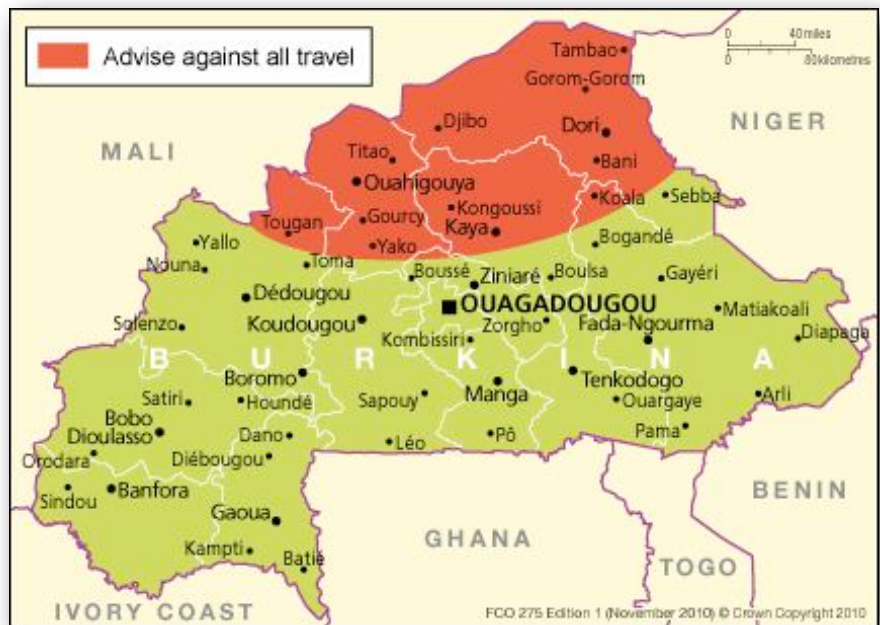 Advise against all travel
0 40 miles
0 80 kilometres
Tambao
Gorom-Gorom
Djibo
Dori
NIGER
MALI
Titao
Bani
Ouahigouya
Koala
Sebba
Tougan
Gourcy
Kongoussi
Kaya
Yallo
Yako
Bogandé
Nouna
Toma
Boussé
Ziniaré
Boulsa
Gayéri
Dédougou
OUAGADOUGOU
Matiakoali
Solenzo
Koudougou
Zorgho
Fada-Ngourma
Diapaga
Kombissiri
BURKINA
Boromo
Manga
Tenkodogo
Satiri
Houndé
Sapouy
Ouargaye
Arli
Bobo
Dioulasso
Dano
Léo
Pô
Pama
Orodara
Diébougou
Sindou
Banfora
BENIN
Gaoua
GHANA
Kampti
Batié
TOGO
IVORY COAST
FCO 275 Edition 1 (November 2010) © Crown Copyright 2010